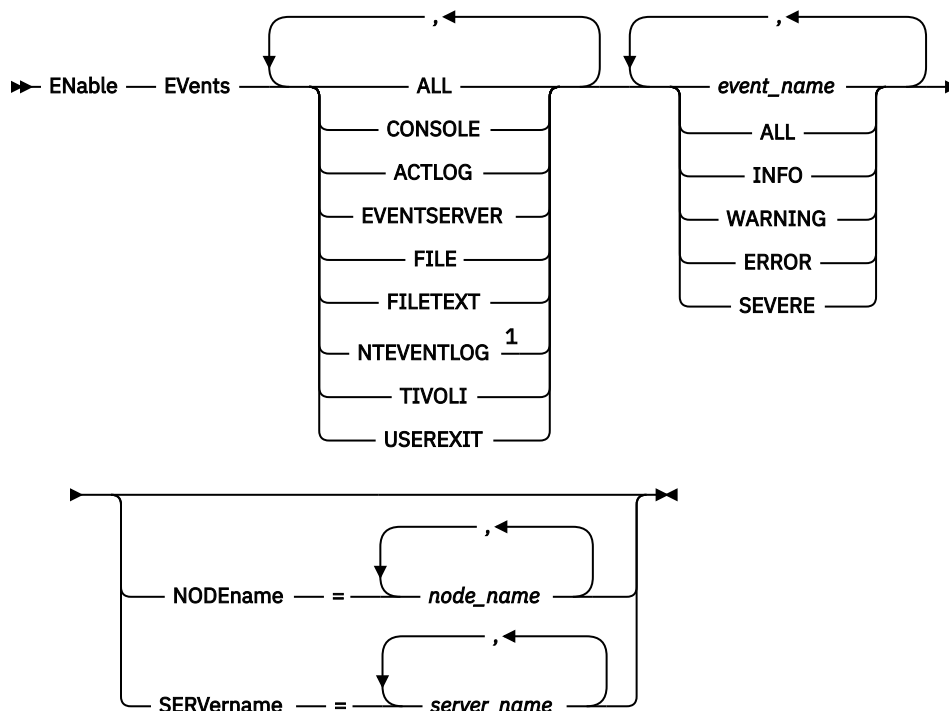 , ,
ENable EVents ALL event_name
CONSOLE ALL
ACTLOG INFO
EVENTSERVER WARNING
FILE ERROR
FILETEXT SEVERE
NTEVENTLOG 1
TIVOLI
USEREXIT
,
NODEname = node_name
,
SERVername = server_name